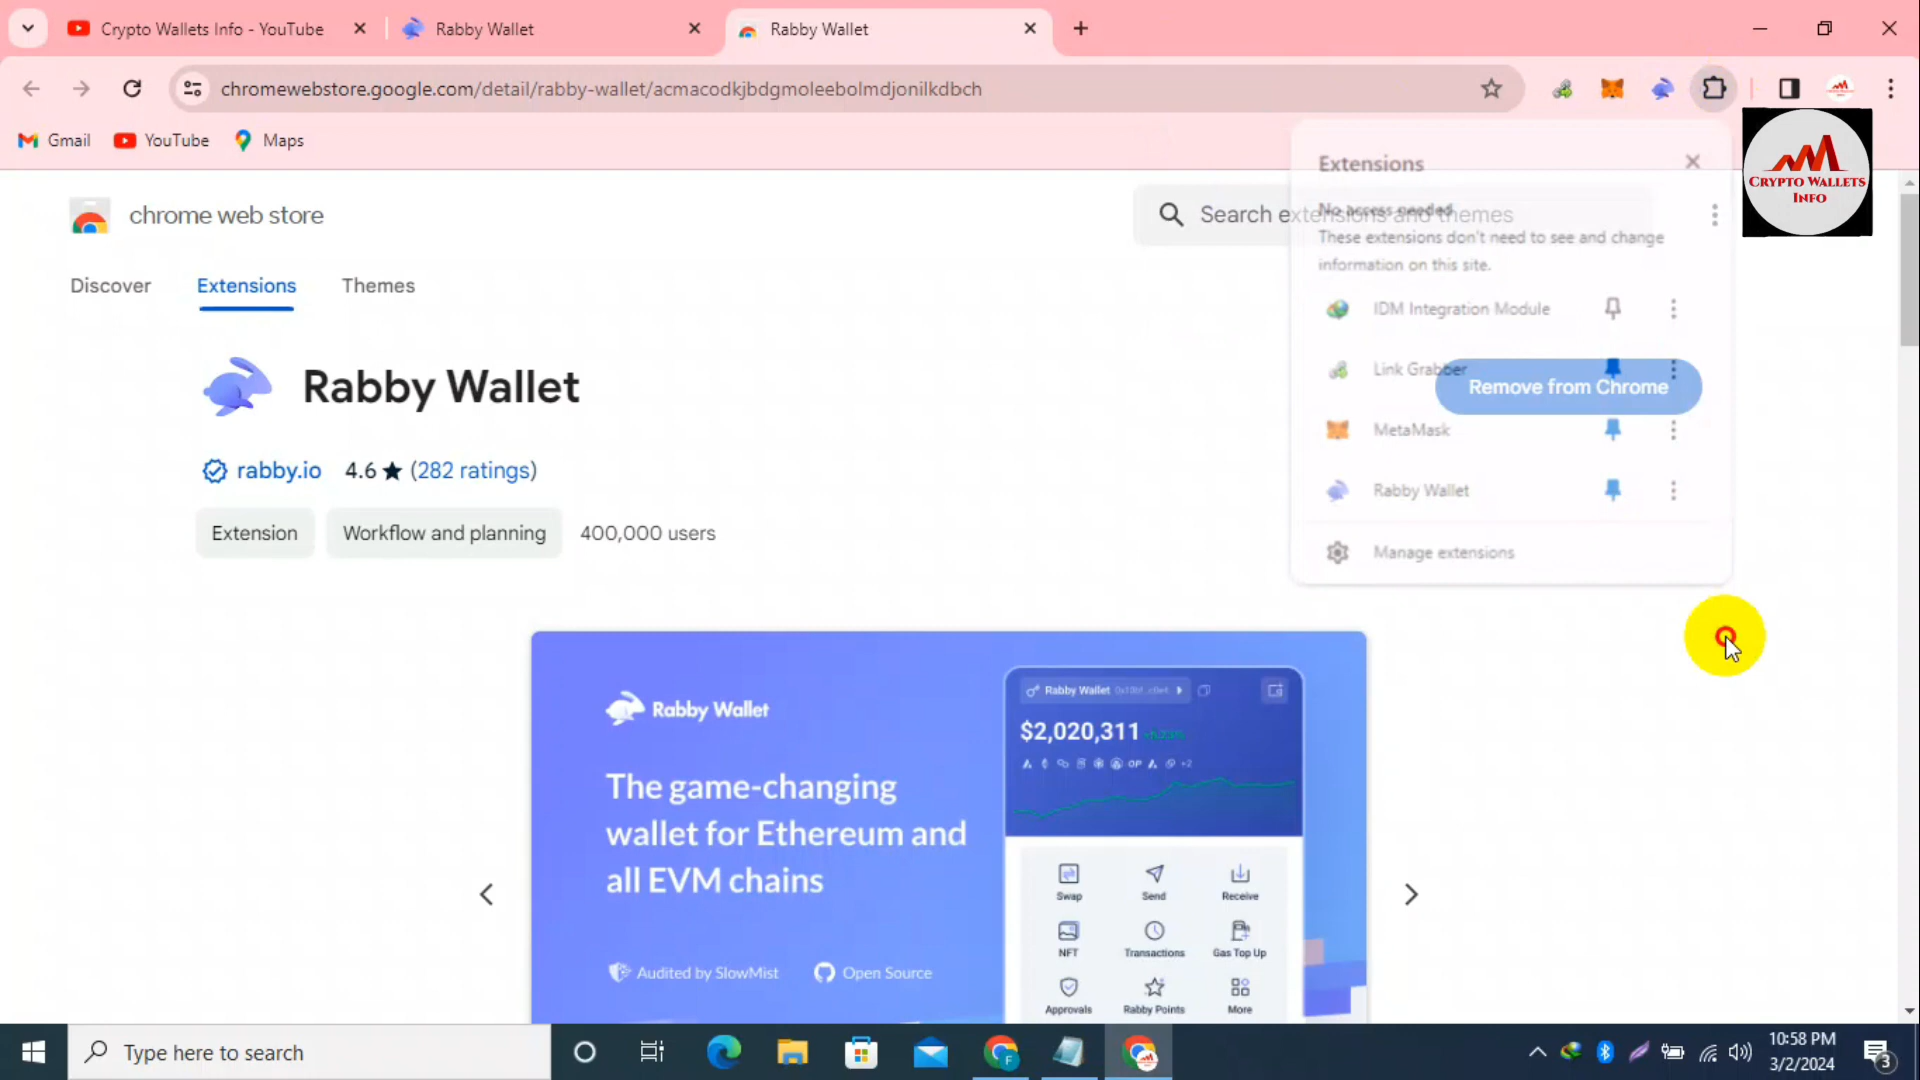 Crypto Wallets Info - YouTube
Rabby Wallet
Rabby Wallet
chromewebstore.google.com/detail/rabby-wallet/acmacodkjbdgmoleebolmdjonilkdbch
Gmail
YouTube
Maps
CRYPTO WALLETS
INFO
chrome web store
Search extensions and themes
Extensions
No access needed
These extensions don't need to see and change
information on this site.
IDM Integration Module
Link Grabber
MetaMask
Rabby Wallet
Manage extensions
Discover
Extensions
Themes
Rabby Wallet
Remove from Chrome
rabby.io
4.6 ★ (282 ratings)
Extension
Workflow and planning
400,000 users
Rabby Wallet
The game-changing
wallet for Ethereum and
all EVM chains
Audited by SlowMist
Open Source
Rabby Wallet
$2,020,311
OP
+2
Swap
Send
Receive
NFT
Transactions
Gas Top Up
Approvals
Rabby Points
More
Type here to search
F
10:58 PM
3/2/2024
3